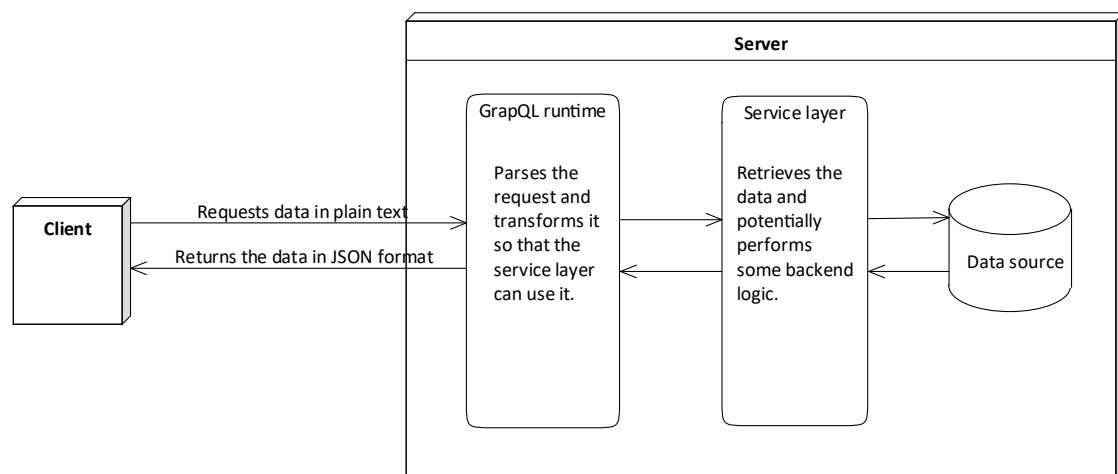 Server
GrapQL runtime
Parses the
request and
transforms it
so that the
service layer
can use it.
Service layer
Retrieves the
data and
potentially
performs
some backend
logic.
Client
Requests data in plain text
Returns the data in JSON format
Data source